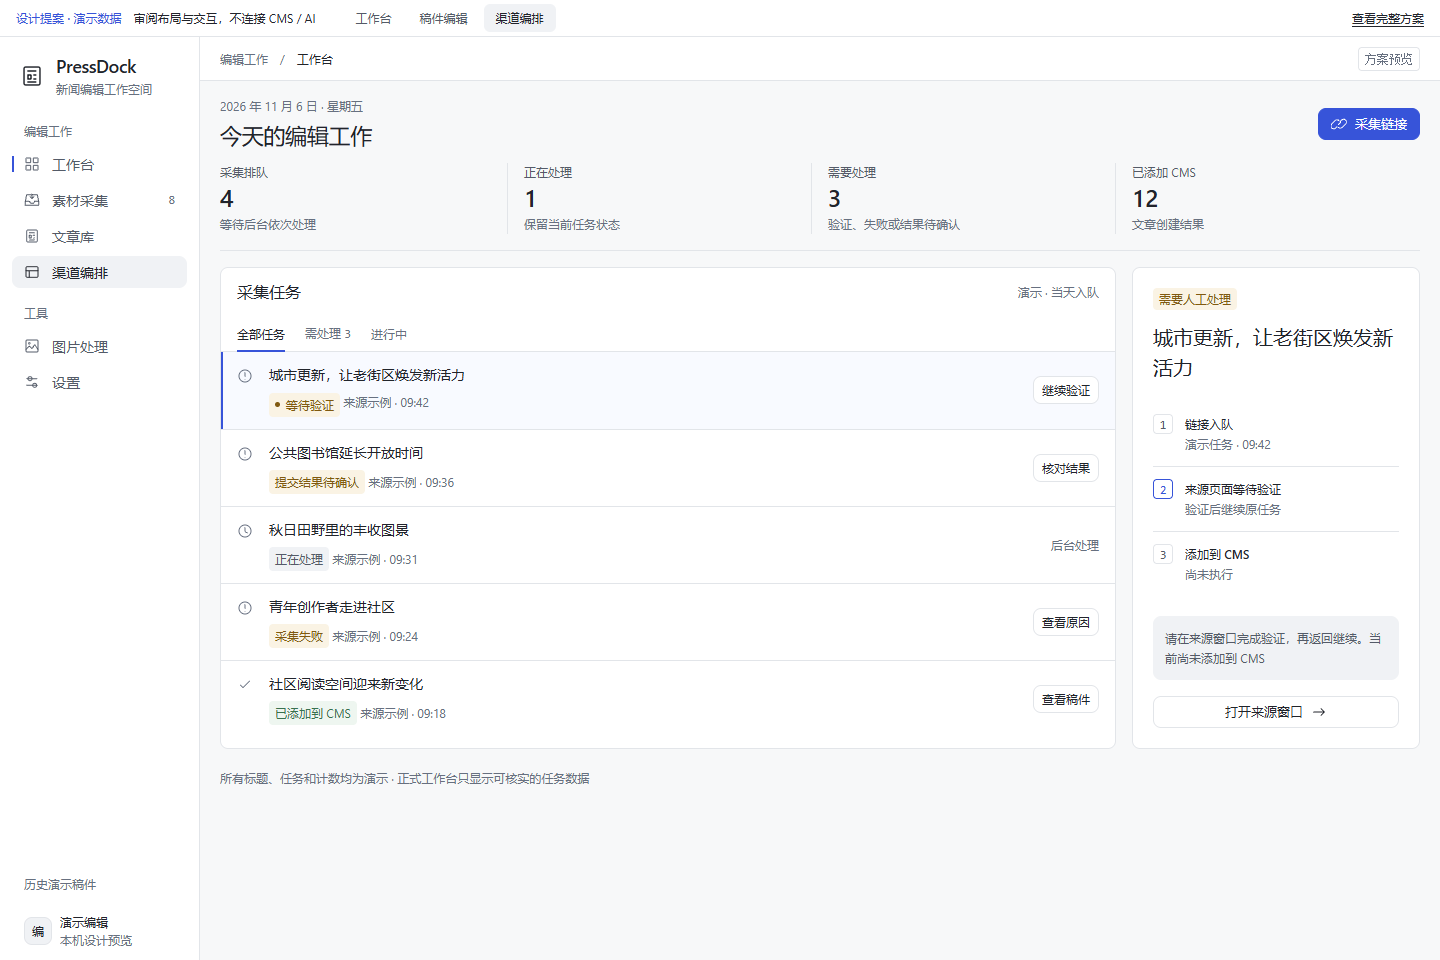 设计提案 · 演示数据 审阅布局与交互，不连接 CMS / AI 工作台 稿件编辑 渠道编排 查看完整方案
PressDock
新闻编辑工作空间
编辑工作
工作台
素材采集 8
文章库
渠道编排
工具
图片处理
设置
历史演示稿件
编
演示编辑
本机设计预览
编辑工作 / 工作台
方案预览
2026 年 11 月 6 日 · 星期五
今天的编辑工作
采集链接
采集排队
4
等待后台依次处理
正在处理
1
保留当前任务状态
需要处理
3
验证、失败或结果待确认
已添加 CMS
12
文章创建结果
采集任务
演示 · 当天入队
全部任务 需处理 3 进行中
城市更新，让老街区焕发新活力
等待验证 来源示例 · 09:42
继续验证
公共图书馆延长开放时间
提交结果待确认 来源示例 · 09:36
核对结果
秋日田野里的丰收图景
正在处理 来源示例 · 09:31
后台处理
青年创作者走进社区
采集失败 来源示例 · 09:24
查看原因
社区阅读空间迎来新变化
已添加到 CMS 来源示例 · 09:18
查看稿件
需要人工处理
城市更新，让老街区焕发新
活力
1 链接入队
演示任务 · 09:42
2 来源页面等待验证
验证后继续原任务
3 添加到 CMS
尚未执行
请在来源窗口完成验证，再返回继续。当
前尚未添加到 CMS
打开来源窗口 →
所有标题、任务和计数均为演示 · 正式工作台只显示可核实的任务数据